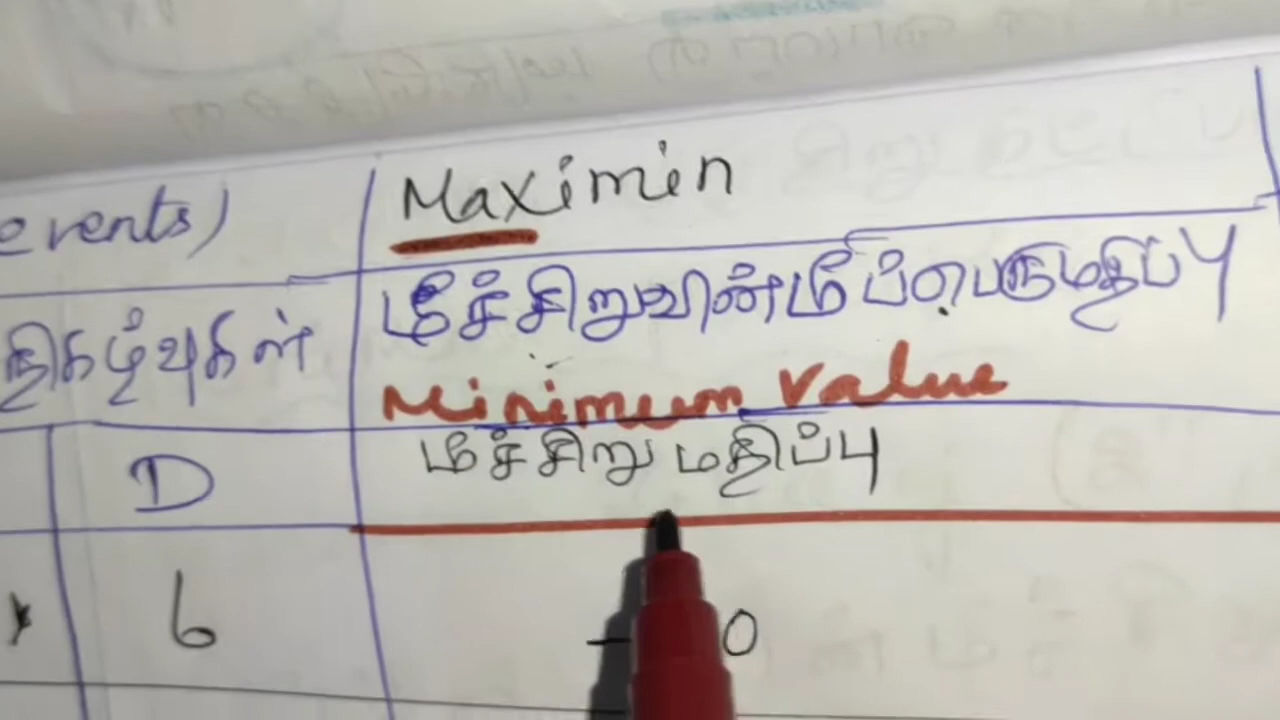 events)
Maximin
நிகழ்வுகள்
மீச்சிறுவின்மீப்பெருமதிப்பு
Minimum Value
D
மீச்சிறு மதிப்பு
6